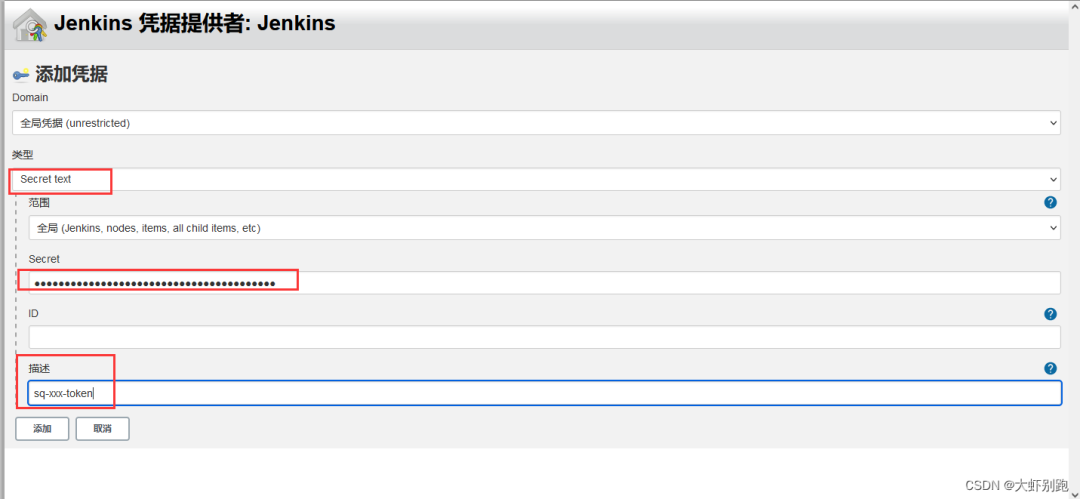 Jenkins 凭据提供者: Jenkins
添加凭据
Domain
全局凭据 (unrestricted)
类型
Secret text
范围
?
全局 (Jenkins, nodes, items, all child items, etc)
Secret
●●●●●●●●●●●●●●●●●●●●●●●●●●●●●●●●●●●●●●●●
ID
?
描述
?
sq-xxx-token
添加 取消
CSDN @大虾别跑